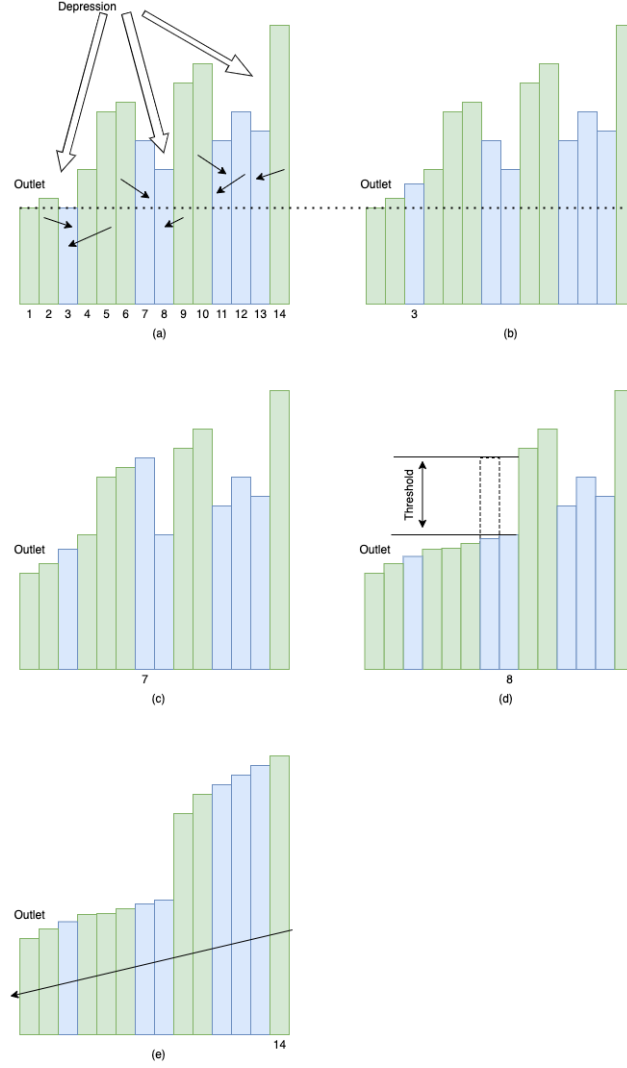 Depression
Outlet
Outlet
1 2 3 4 5 6 7 8 9 10 11 12 13 14
3
(a)
(b)
Outlet
Threshold
Outlet
7
8
(c)
(d)
Outlet
14
(e)